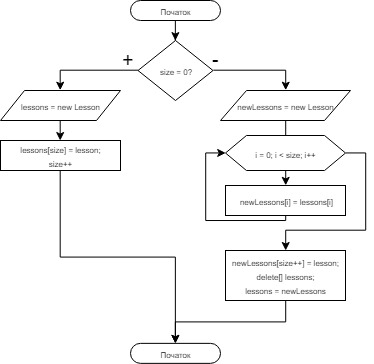 Початок
+
size = 0?
-
lessons = new Lesson
newLessons = new Lesson
lessons[size] = lesson;
size++
i = 0; i < size; i++
newLessons[i] = lessons[i]
newLessons[size++] = lesson;
delete[] lessons;
lessons = newLessons
Початок